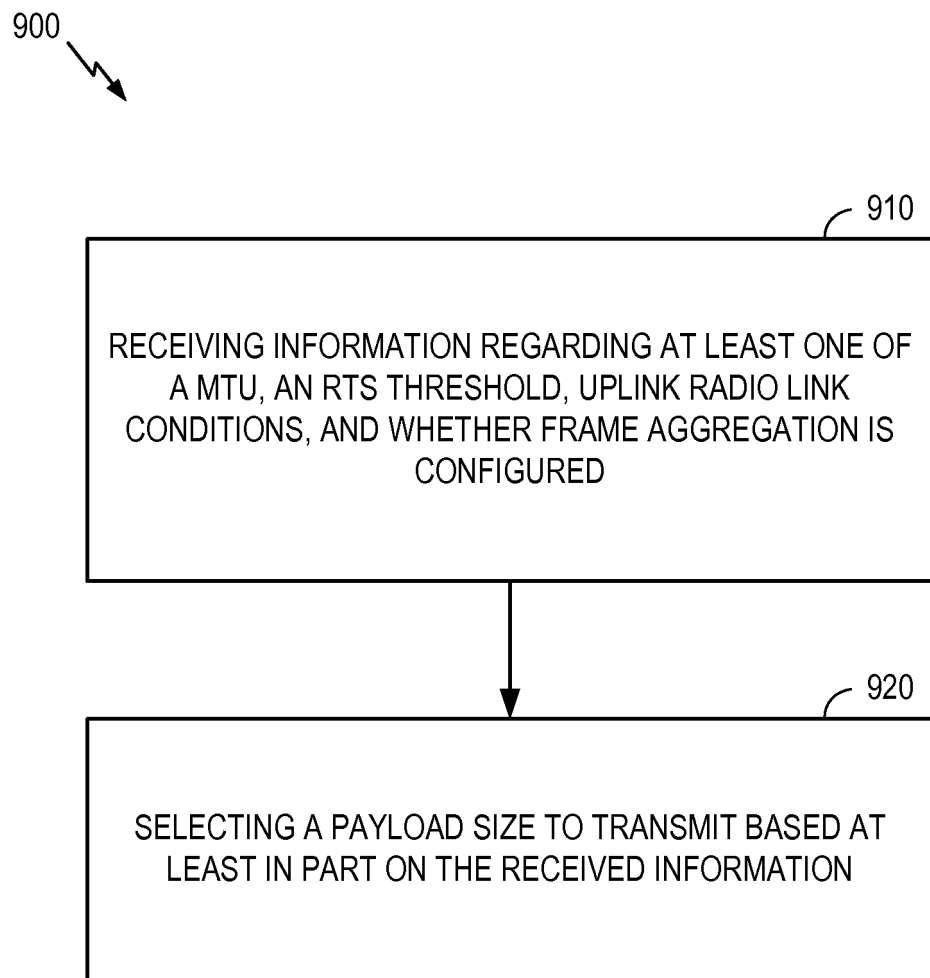 900
910
RECEIVING INFORMATION REGARDING AT LEAST ONE OF
A MTU, AN RTS THRESHOLD, UPLINK RADIO LINK
CONDITIONS, AND WHETHER FRAME AGGREGATION IS
CONFIGURED
920
SELECTING A PAYLOAD SIZE TO TRANSMIT BASED AT
LEAST IN PART ON THE RECEIVED INFORMATION